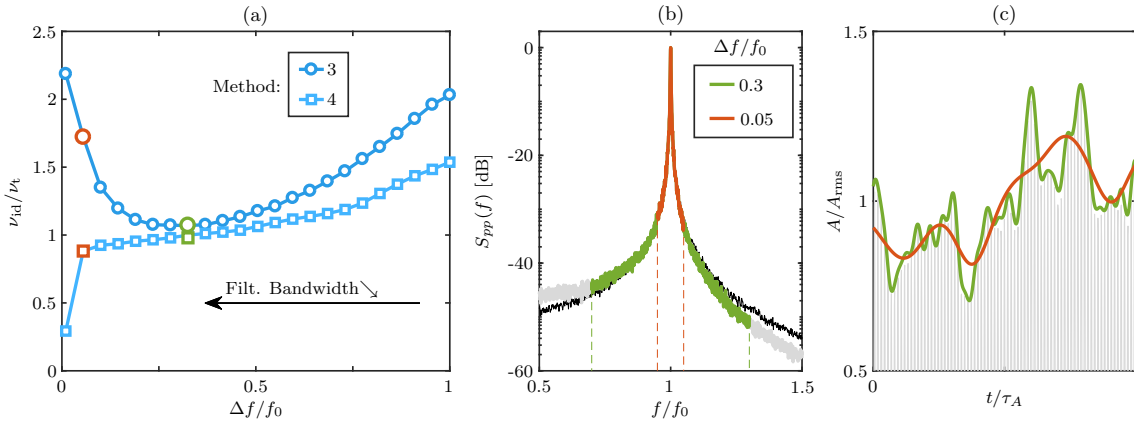 (a)
2.5
2
1.5
1
0.5
0
ν_id/ν_t
Method:
3
4
Filt. Bandwidth↘
0
0.5
1
Δf/f_0
(b)
0
-20
-40
-60
S_pp(f) [dB]
Δf/f_0
0.3
0.05
0.5
1
1.5
f/f_0
(c)
1.5
1
0.5
A/A_rms
0
t/τ_A